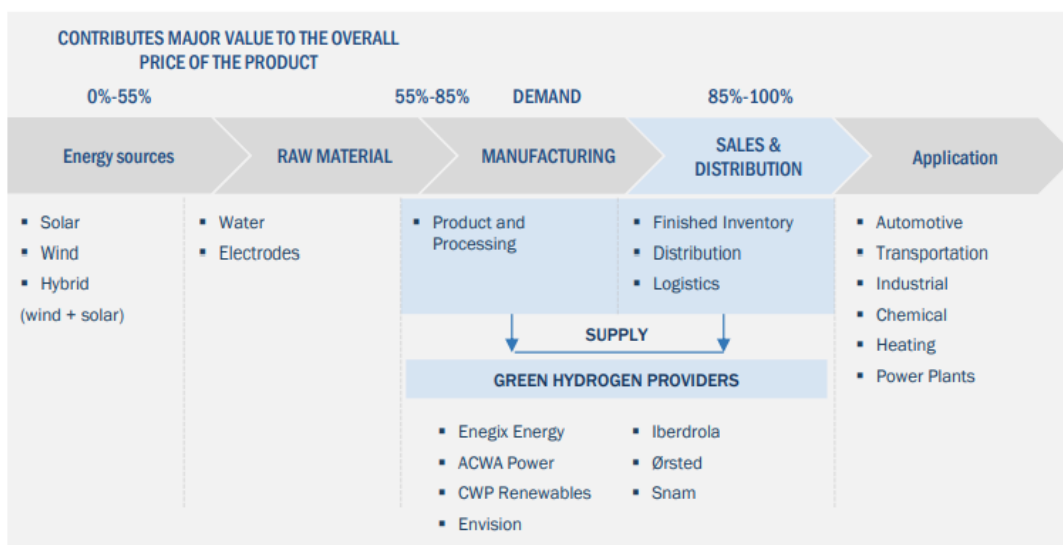 CONTRIBUTES MAJOR VALUE TO THE OVERALL
PRICE OF THE PRODUCT
0%-55%
55%-85%
DEMAND
85%-100%
Energy sources
RAW MATERIAL
MANUFACTURING
SALES &
DISTRIBUTION
Application
▪ Solar
▪ Wind
▪ Hybrid
(wind + solar)
▪ Water
▪ Electrodes
▪ Product and
Processing
▪ Finished Inventory
▪ Distribution
▪ Logistics
▪ Automotive
▪ Transportation
▪ Industrial
▪ Chemical
▪ Heating
▪ Power Plants
SUPPLY
GREEN HYDROGEN PROVIDERS
▪ Enegix Energy
▪ ACWA Power
▪ CWP Renewables
▪ Envision
▪ Iberdrola
▪ Ørsted
▪ Snam